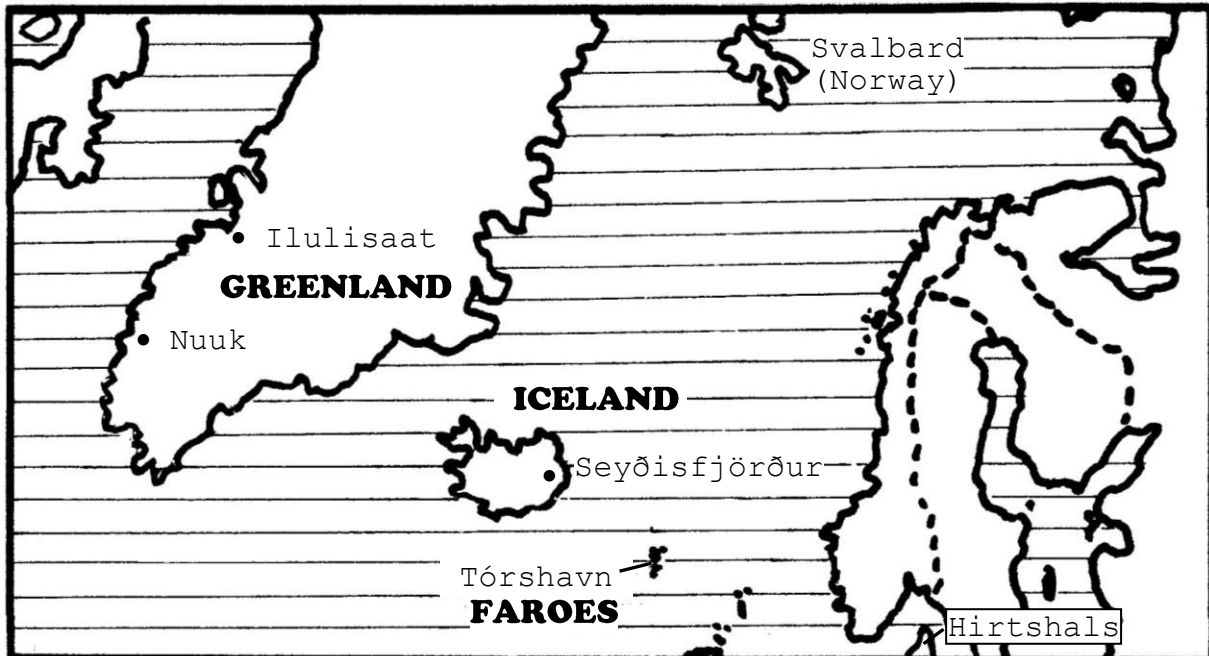 Svalbard
(Norway)
Ilulisaat
GREENLAND
Nuuk
ICELAND
Seyðisfjörður
Tórshavn
FAROES
Hirtshals